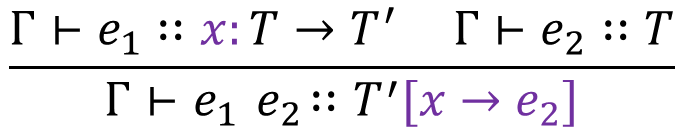 Γ ⊢ e₁ ∷ x: T → T′ Γ ⊢ e₂ ∷ T
Γ ⊢ e₁ e₂ ∷ T′[x → e₂]